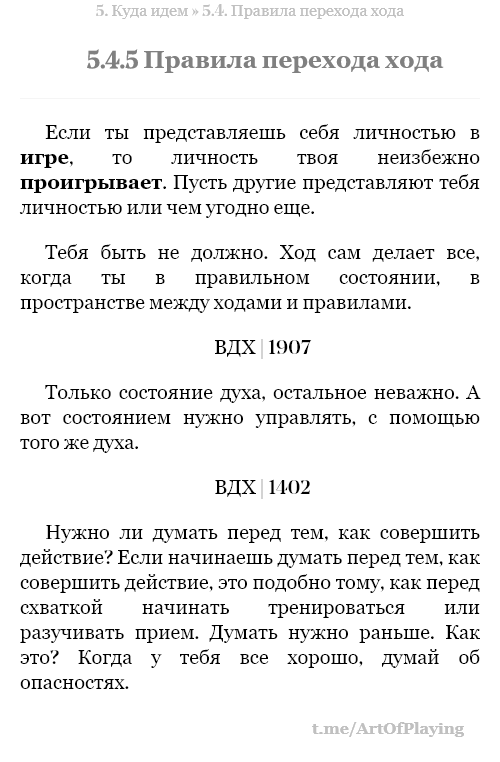 5. Куда идем » 5.4. Правила перехода хода
5.4.5 Правила перехода хода
Если ты представляешь себя личностью в
игре, то личность твоя неизбежно
проигрывает. Пусть другие представляют тебя
личностью или чем угодно еще.
Тебя быть не должно. Ход сам делает все,
когда ты в правильном состоянии, в
пространстве между ходами и правилами.
ВДХ | 1907
Только состояние духа, остальное неважно. А
вот состоянием нужно управлять, с помощью
того же духа.
ВДХ | 1402
Нужно ли думать перед тем, как совершить
действие? Если начинаешь думать перед тем, как
совершить действие, это подобно тому, как перед
схваткой начинать тренироваться или
разучивать прием. Думать нужно раньше. Как
это? Когда у тебя все хорошо, думай об
опасностях.
t.me/ArtOfPlaying